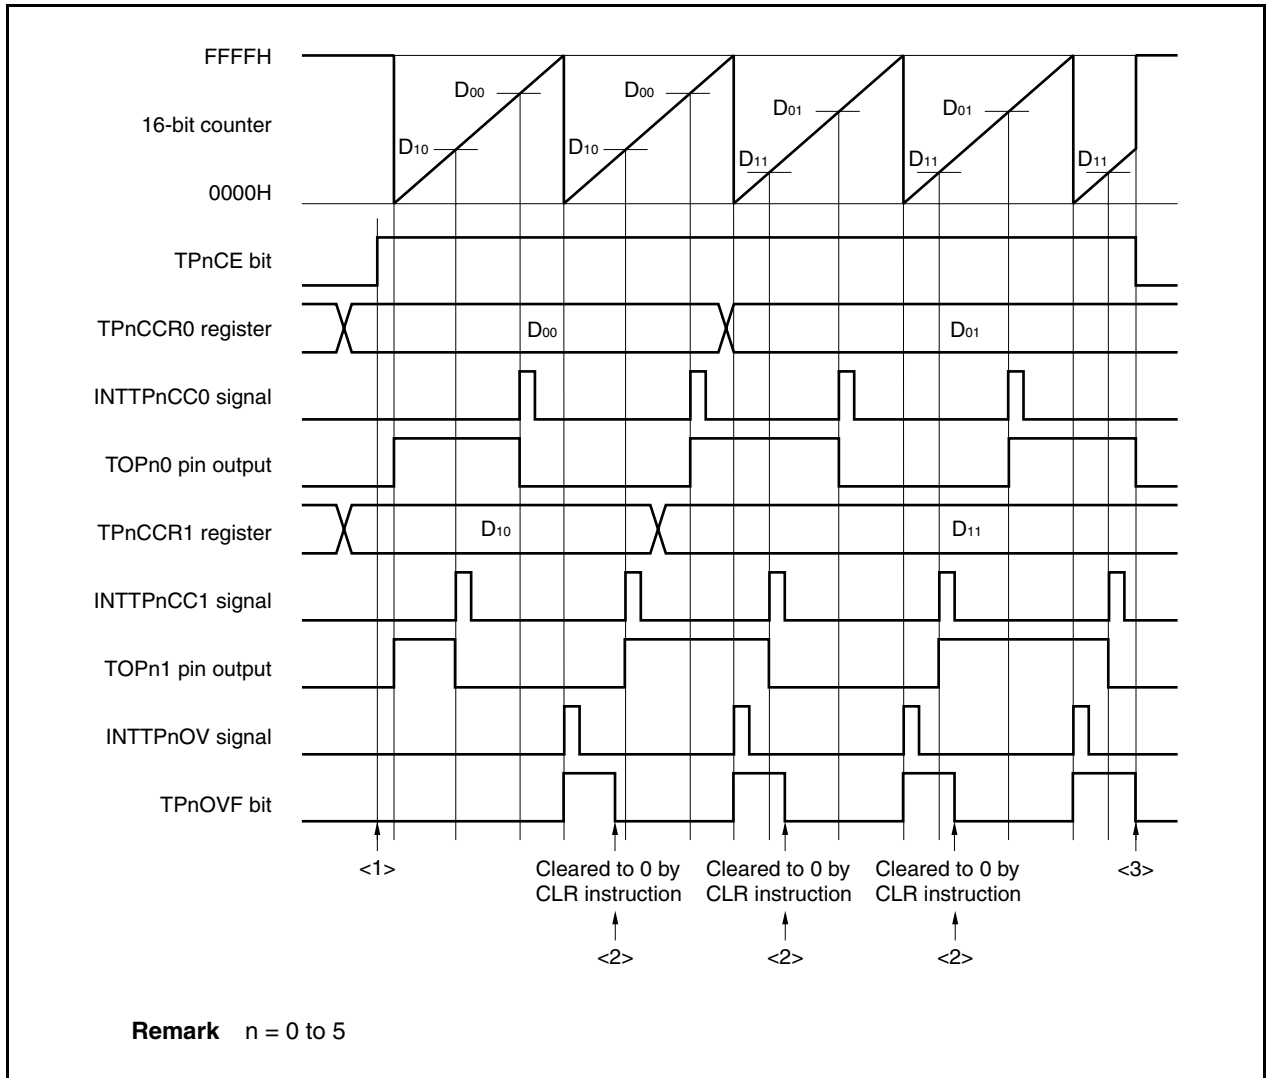 FFFFH
D00
D00
D01
D01
16-bit counter
D10
D10
D11
D11
D11
0000H
TPnCE bit
TPnCCR0 register
D00
D01
INTTPnCC0 signal
TOPn0 pin output
TPnCCR1 register
D10
D11
INTTPnCC1 signal
TOPn1 pin output
INTTPnOV signal
TPnOVF bit
<1>
Cleared to 0 by
CLR instruction
Cleared to 0 by
CLR instruction
Cleared to 0 by
CLR instruction
<3>
<2>
<2>
<2>
Remark n = 0 to 5